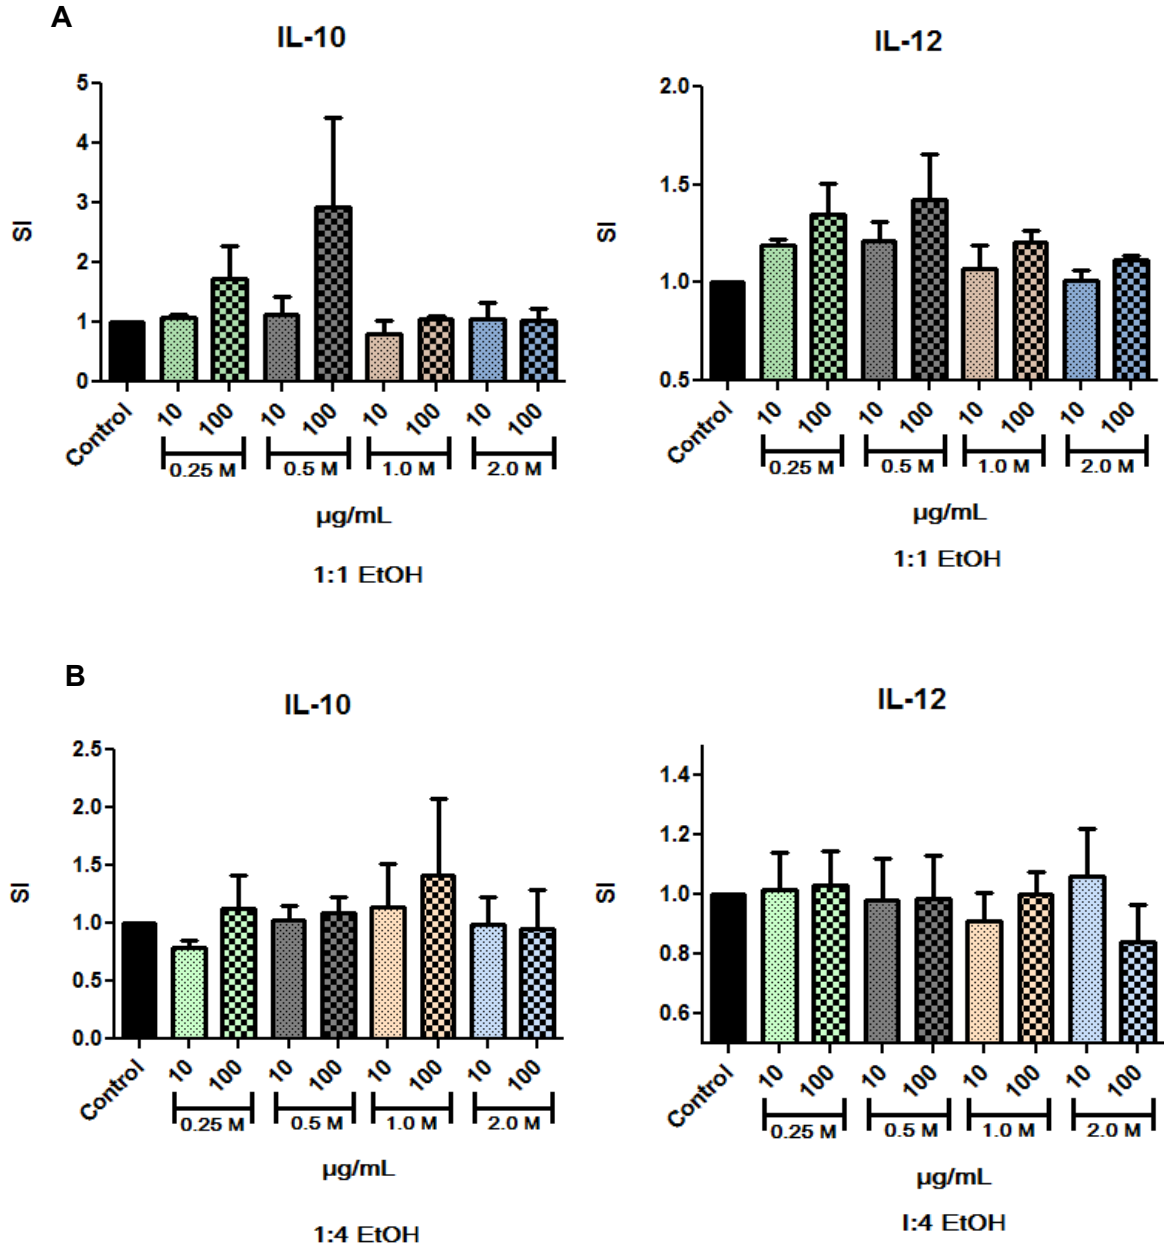 A
IL-10
5
4
3
2
1
0
SI
Control
10
100
10
100
10
100
10
100
0.25 M
0.5 M
1.0 M
2.0 M
µg/mL
1:1 EtOH
IL-12
2.0
1.5
1.0
0.5
SI
Control
10
100
10
100
10
100
10
100
0.25 M
0.5 M
1.0 M
2.0 M
µg/mL
1:1 EtOH
B
IL-10
2.5
2.0
1.5
1.0
0.5
0.0
SI
Control
10
100
10
100
10
100
10
100
0.25 M
0.5 M
1.0 M
2.0 M
µg/mL
1:4 EtOH
IL-12
1.4
1.2
1.0
0.8
0.6
SI
Control
10
100
10
100
10
100
10
100
0.25 M
0.5 M
1.0 M
2.0 M
µg/mL
I:4 EtOH